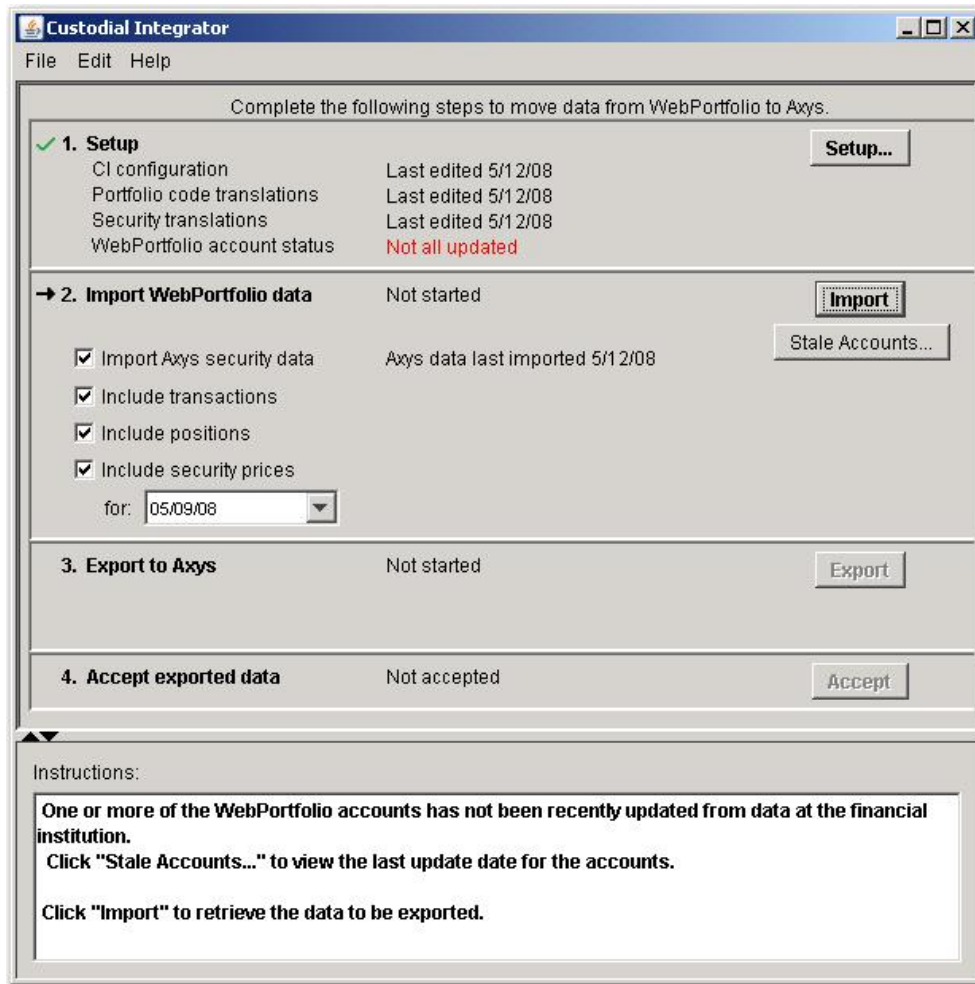 Custodial Integrator
File Edit Help
Complete the following steps to move data from WebPortfolio to Axys.
1. Setup
Setup...
CI configuration Last edited 5/12/08
Portfolio code translations Last edited 5/12/08
Security translations Last edited 5/12/08
WebPortfolio account status Not all updated
2. Import WebPortfolio data Not started Import
Stale Accounts...
Import Axys security data Axys data last imported 5/12/08
Include transactions
Include positions
Include security prices
for: 05/09/08
3. Export to Axys Not started Export
4. Accept exported data Not accepted Accept
Instructions:
One or more of the WebPortfolio accounts has not been recently updated from data at the financial
institution.
Click "Stale Accounts..." to view the last update date for the accounts.
Click "Import" to retrieve the data to be exported.